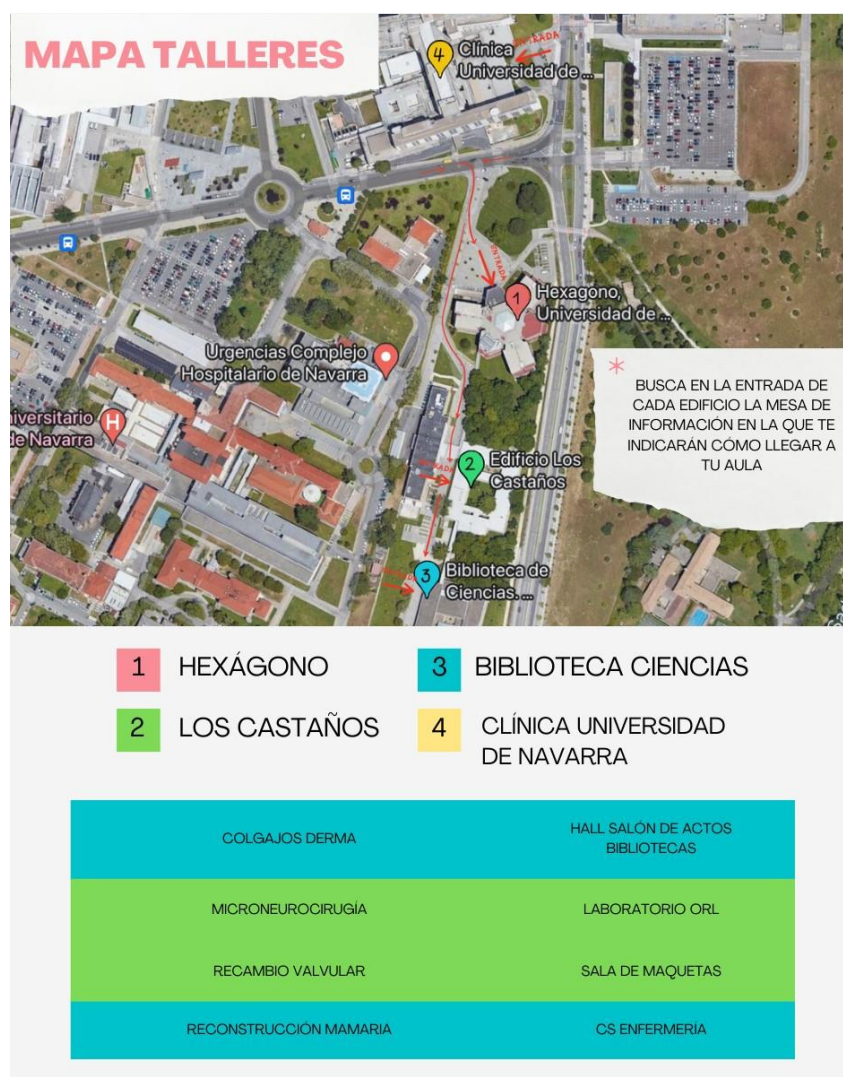 MAPA TALLERES
4
Clínica
Universidad de ...
ENTRADA
ENTRADA
1
Hexagono,
Universidad de ...
Urgencias Complejo
Hospitalario de Navarra
iversitario
de Navarra
H
*
BUSCA EN LA ENTRADA DE
CADA EDIFICIO LA MESA DE
INFORMACIÓN EN LA QUE TE
INDICARÁN CÓMO LLEGAR A
TU AULA
2
Edificio Los
Castaños
ENTRADA
3
Biblioteca de
Ciencias. ...
1 HEXÁGONO
3 BIBLIOTECA CIENCIAS
2 LOS CASTAÑOS
4 CLÍNICA UNIVERSIDAD
DE NAVARRA
COLGAJOS DERMA
HALL SALÓN DE ACTOS
BIBLIOTECAS
MICRONEUROCIRUGÍA
LABORATORIO ORL
RECAMBIO VALVULAR
SALA DE MAQUETAS
RECONSTRUCCIÓN MAMARIA
CS ENFERMERÍA